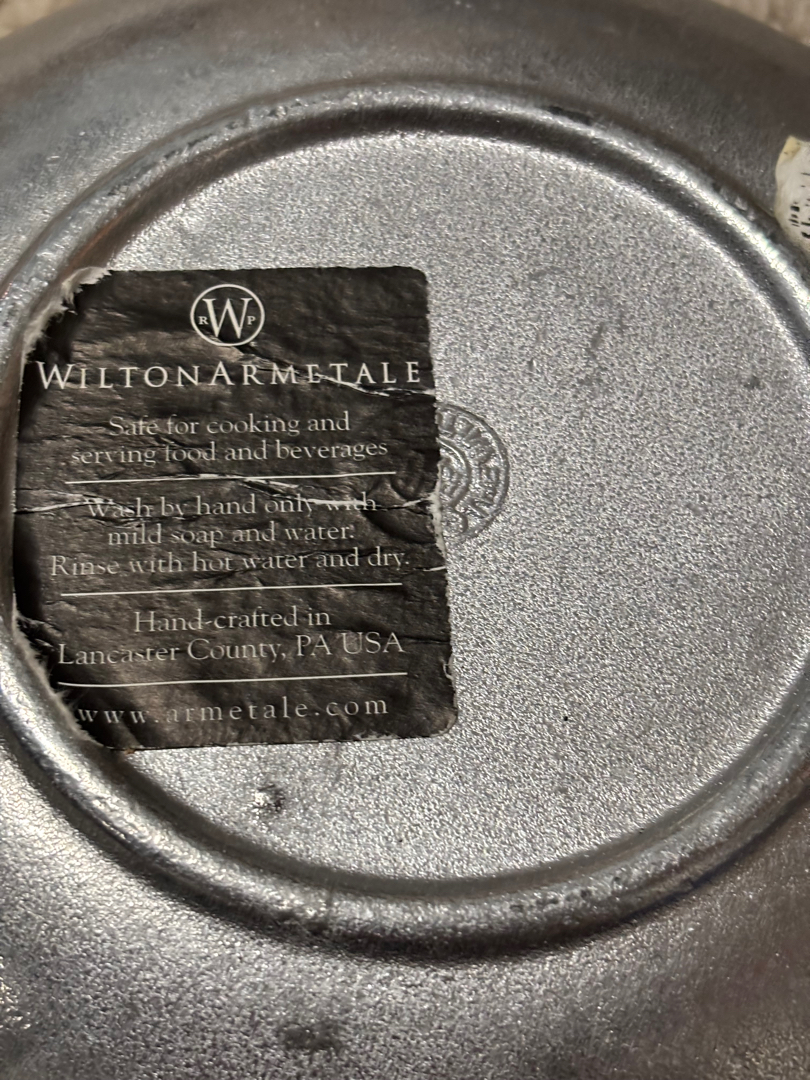 R W P
WILTONARMETALE
Safe for cooking and
serving food and beverages
Wash by hand only with
mild soap and water.
Rinse with hot water and dry.
Hand-crafted in
Lancaster County, PA USA
www.armetale.com